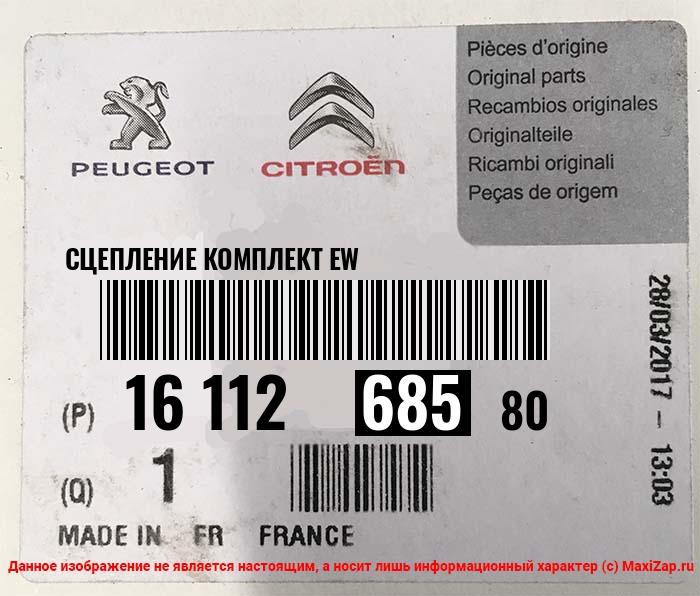 Pièces d'origine
Original parts
Recambios originales
Originalteile
Ricambi originali
Peças de origem
PEUGEOT
CITROËN
СЦЕПЛЕНИЕ КОМПЛЕКТ EW
28/03/2017 - 13:03
(P) 16 112 685 80
(Q) 1
MADE IN FR FRANCE
Данное изображение не является настоящим, а носит лишь информационный характер (с) MaxiZap.ru